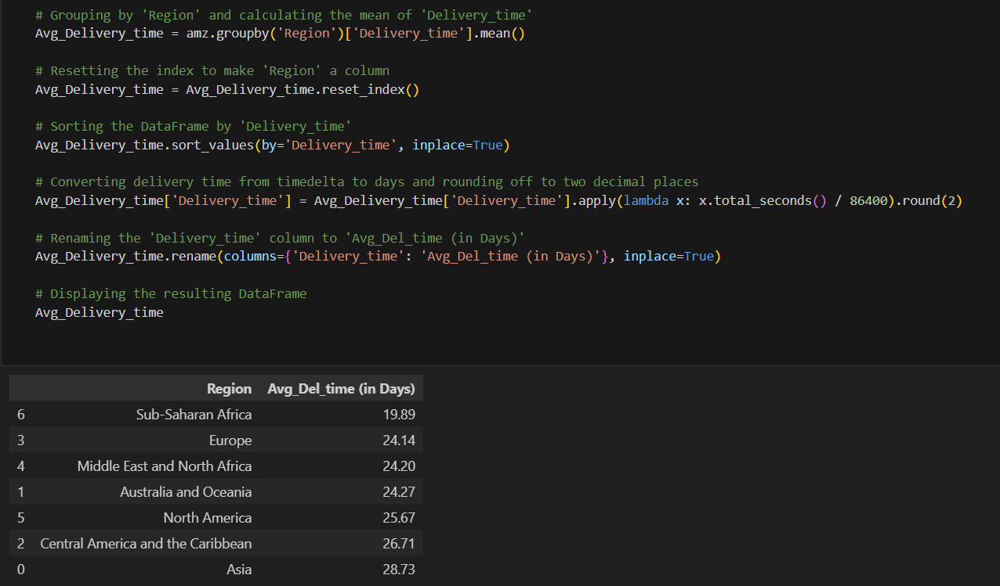 # Grouping by 'Region' and calculating the mean of 'Delivery_time'
Avg_Delivery_time = amz.groupby('Region')['Delivery_time'].mean()
# Resetting the index to make 'Region' a column
Avg_Delivery_time = Avg_Delivery_time.reset_index()
# Sorting the DataFrame by 'Delivery_time'
Avg_Delivery_time.sort_values(by='Delivery_time', inplace=True)
# Converting delivery time from timedelta to days and rounding off to two decimal places
Avg_Delivery_time['Delivery_time'] = Avg_Delivery_time['Delivery_time'].apply(lambda x: x.total_seconds() / 86400).round(2)
# Renaming the 'Delivery_time' column to 'Avg_Del_time (in Days)'
Avg_Delivery_time.rename(columns={'Delivery_time': 'Avg_Del_time (in Days)'}, inplace=True)
# Displaying the resulting DataFrame
Avg_Delivery_time
Region Avg_Del_time (in Days)
6 Sub-Saharan Africa 19.89
3 Europe 24.14
4 Middle East and North Africa 24.20
1 Australia and Oceania 24.27
5 North America 25.67
2 Central America and the Caribbean 26.71
0 Asia 28.73